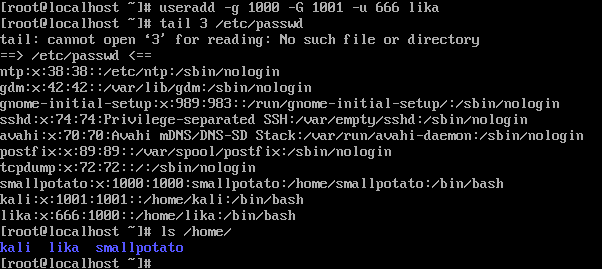 [root@localhost ~]# useradd -g 1000 -G 1001 -u 666 lika
[root@localhost ~]# tail 3 /etc/passwd
tail: cannot open ‘3’ for reading: No such file or directory
==> /etc/passwd <==
ntp:x:38:38::/etc/ntp:/sbin/nologin
gdm:x:42:42::/var/lib/gdm:/sbin/nologin
gnome-initial-setup:x:989:983::/run/gnome-initial-setup/:/sbin/nologin
sshd:x:74:74:Privilege-separated SSH:/var/empty/sshd:/sbin/nologin
avahi:x:70:70:Avahi mDNS/DNS-SD Stack:/var/run/avahi-daemon:/sbin/nologin
postfix:x:89:89::/var/spool/postfix:/sbin/nologin
tcpdump:x:72:72::/:/sbin/nologin
smallpotato:x:1000:1000:smallpotato:/home/smallpotato:/bin/bash
kali:x:1001:1001::/home/kali:/bin/bash
lika:x:666:1000::/home/lika:/bin/bash
[root@localhost ~]# ls /home/
kali  lika  smallpotato
[root@localhost ~]#